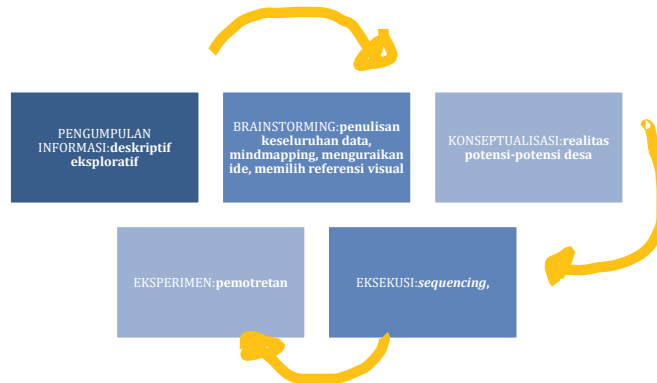 PENGUMPULAN
INFORMASI:deskriptif
eksploratif
BRAINSTORMING:penulisan
keseluruhan data,
mindmapping, menguraikan
ide, memilih referensi visual
KONSEPTUALISASI:realitas
potensi-potensi desa
EKSPERIMEN:pemotretan
EKSEKUSI:sequencing,